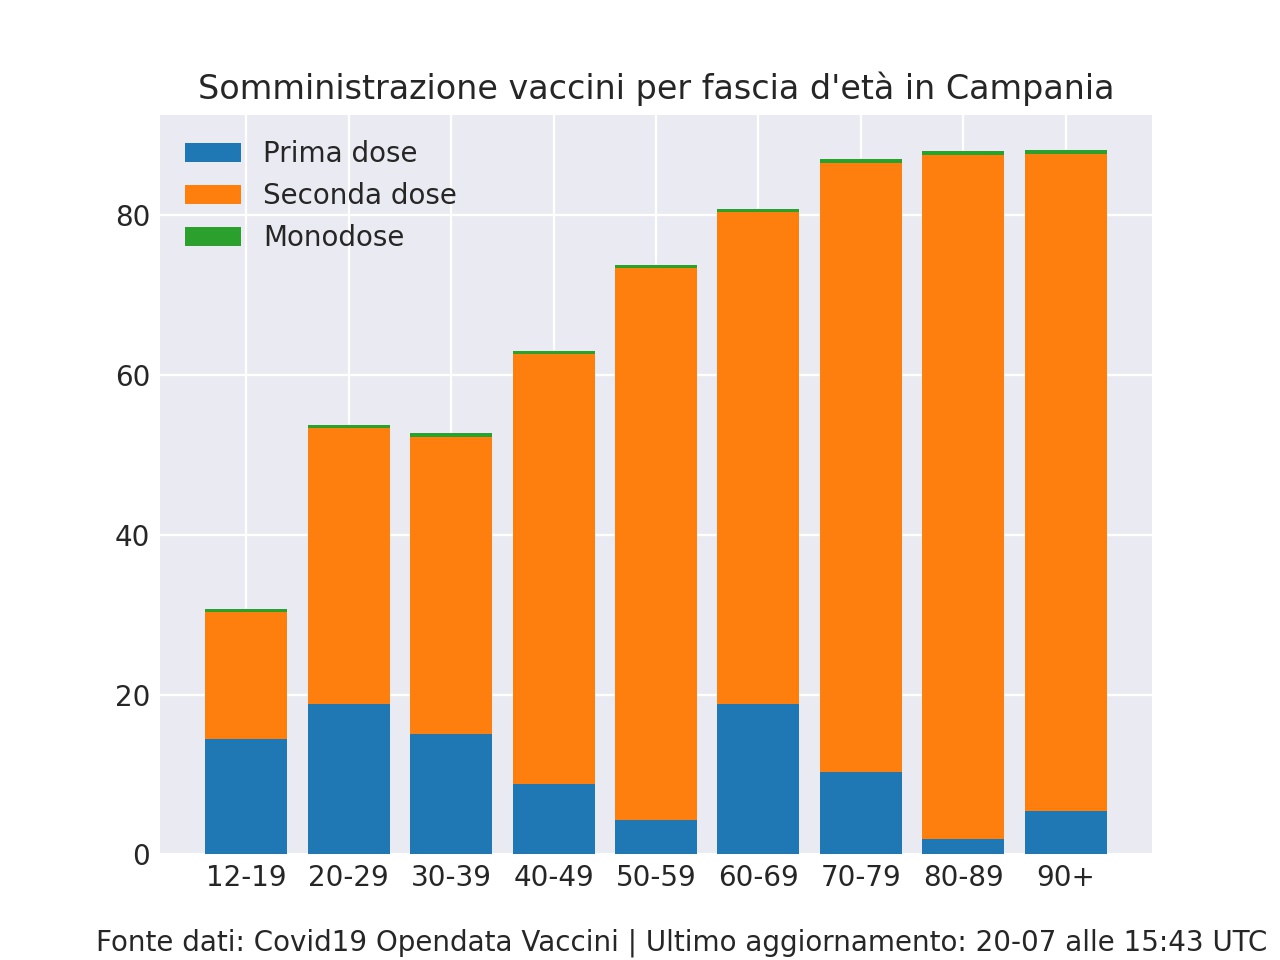 Somministrazione vaccini per fascia d'età in Campania
Prima dose
Seconda dose
Monodose
80
60
40
20
0
12-19 20-29 30-39 40-49 50-59 60-69 70-79 80-89 90+
Fonte dati: Covid19 Opendata Vaccini | Ultimo aggiornamento: 20-07 alle 15:43 UTC